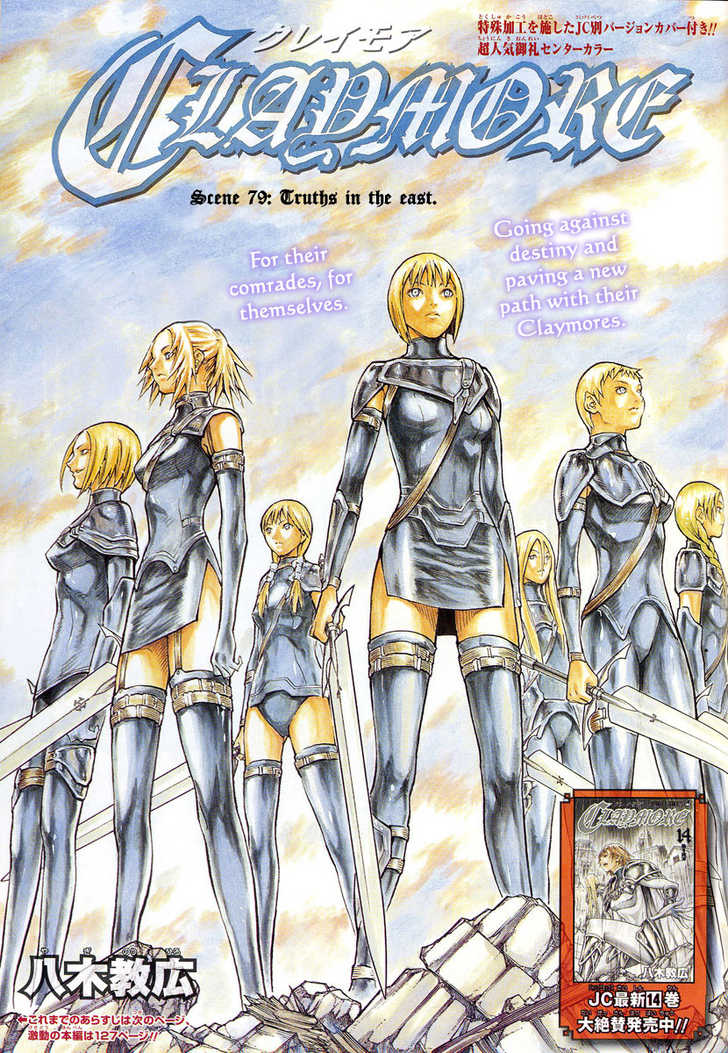 クレイモア
CLAYMORE
Scene 79: Truths in the east.
特殊加工を施したJC別バージョンカバー付き!!
超人気御礼センターカラー
For their
comrades, for
themselves.
Going against
destiny and
paving a new
path with their
Claymores.
八木教広
←これまでのあらすじは次のページ
激動の本編は127ページ!!
CLAYMORE
14
八木教広
JC最新14巻
大絶賛発売中!!